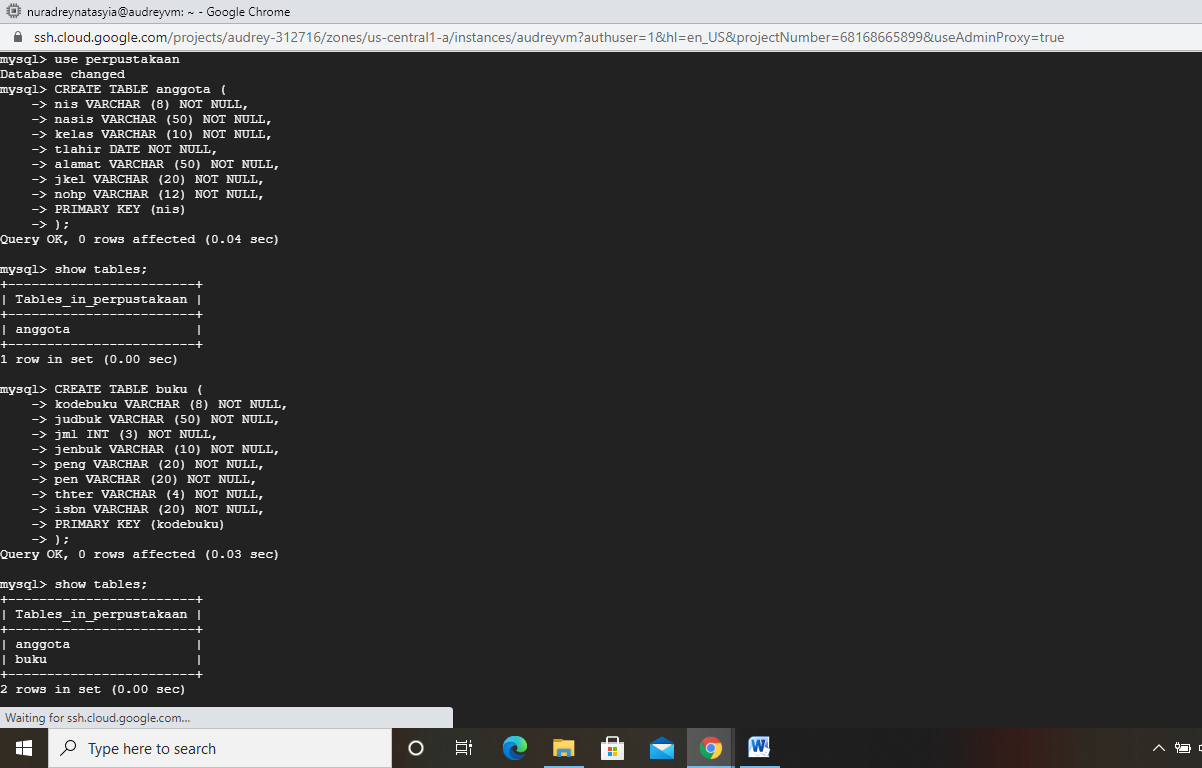 nuradreynatasyia@audreyvm: ~ - Google Chrome
ssh.cloud.google.com/projects/audrey-312716/zones/us-central1-a/instances/audreyvm?authuser=1&hl=en_US&projectNumber=68168665899&useAdminProxy=true
mysql> use perpustakaan
Database changed
mysql> CREATE TABLE anggota (
    -> nis VARCHAR (8) NOT NULL,
    -> nasis VARCHAR (50) NOT NULL,
    -> kelas VARCHAR (10) NOT NULL,
    -> tlahir DATE NOT NULL,
    -> alamat VARCHAR (50) NOT NULL,
    -> jkel VARCHAR (20) NOT NULL,
    -> nohp VARCHAR (12) NOT NULL,
    -> PRIMARY KEY (nis)
    -> );
Query OK, 0 rows affected (0.04 sec)
mysql> show tables;
+------------------------+
| Tables_in_perpustakaan |
+------------------------+
| anggota                |
+------------------------+
1 row in set (0.00 sec)
mysql> CREATE TABLE buku (
    -> kodebuku VARCHAR (8) NOT NULL,
    -> judbuk VARCHAR (50) NOT NULL,
    -> jml INT (3) NOT NULL,
    -> jenbuk VARCHAR (10) NOT NULL,
    -> peng VARCHAR (20) NOT NULL,
    -> pen VARCHAR (20) NOT NULL,
    -> thter VARCHAR (4) NOT NULL,
    -> isbn VARCHAR (20) NOT NULL,
    -> PRIMARY KEY (kodebuku)
    -> );
Query OK, 0 rows affected (0.03 sec)
mysql> show tables;
+------------------------+
| Tables_in_perpustakaan |
+------------------------+
| anggota                |
| buku                   |
+------------------------+
2 rows in set (0.00 sec)
Waiting for ssh.cloud.google.com...
Type here to search